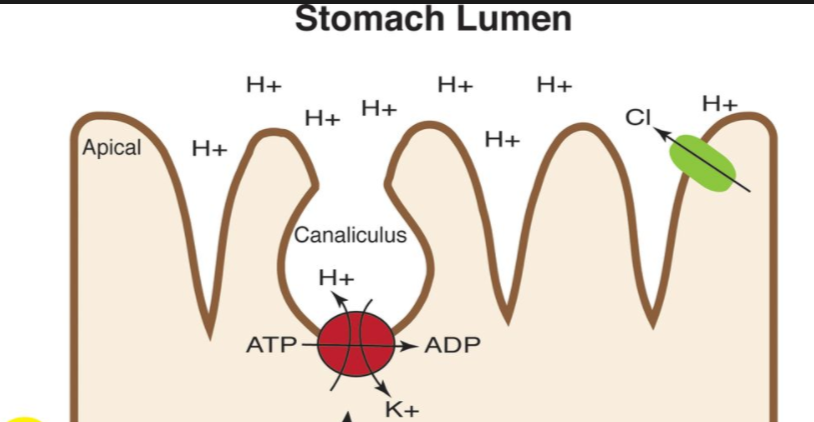 Stomach Lumen
H+
H+
H+
H+
H+
H+
Cl
H+
Apical
H+
Canaliculus
H+
ATP
ADP
K+